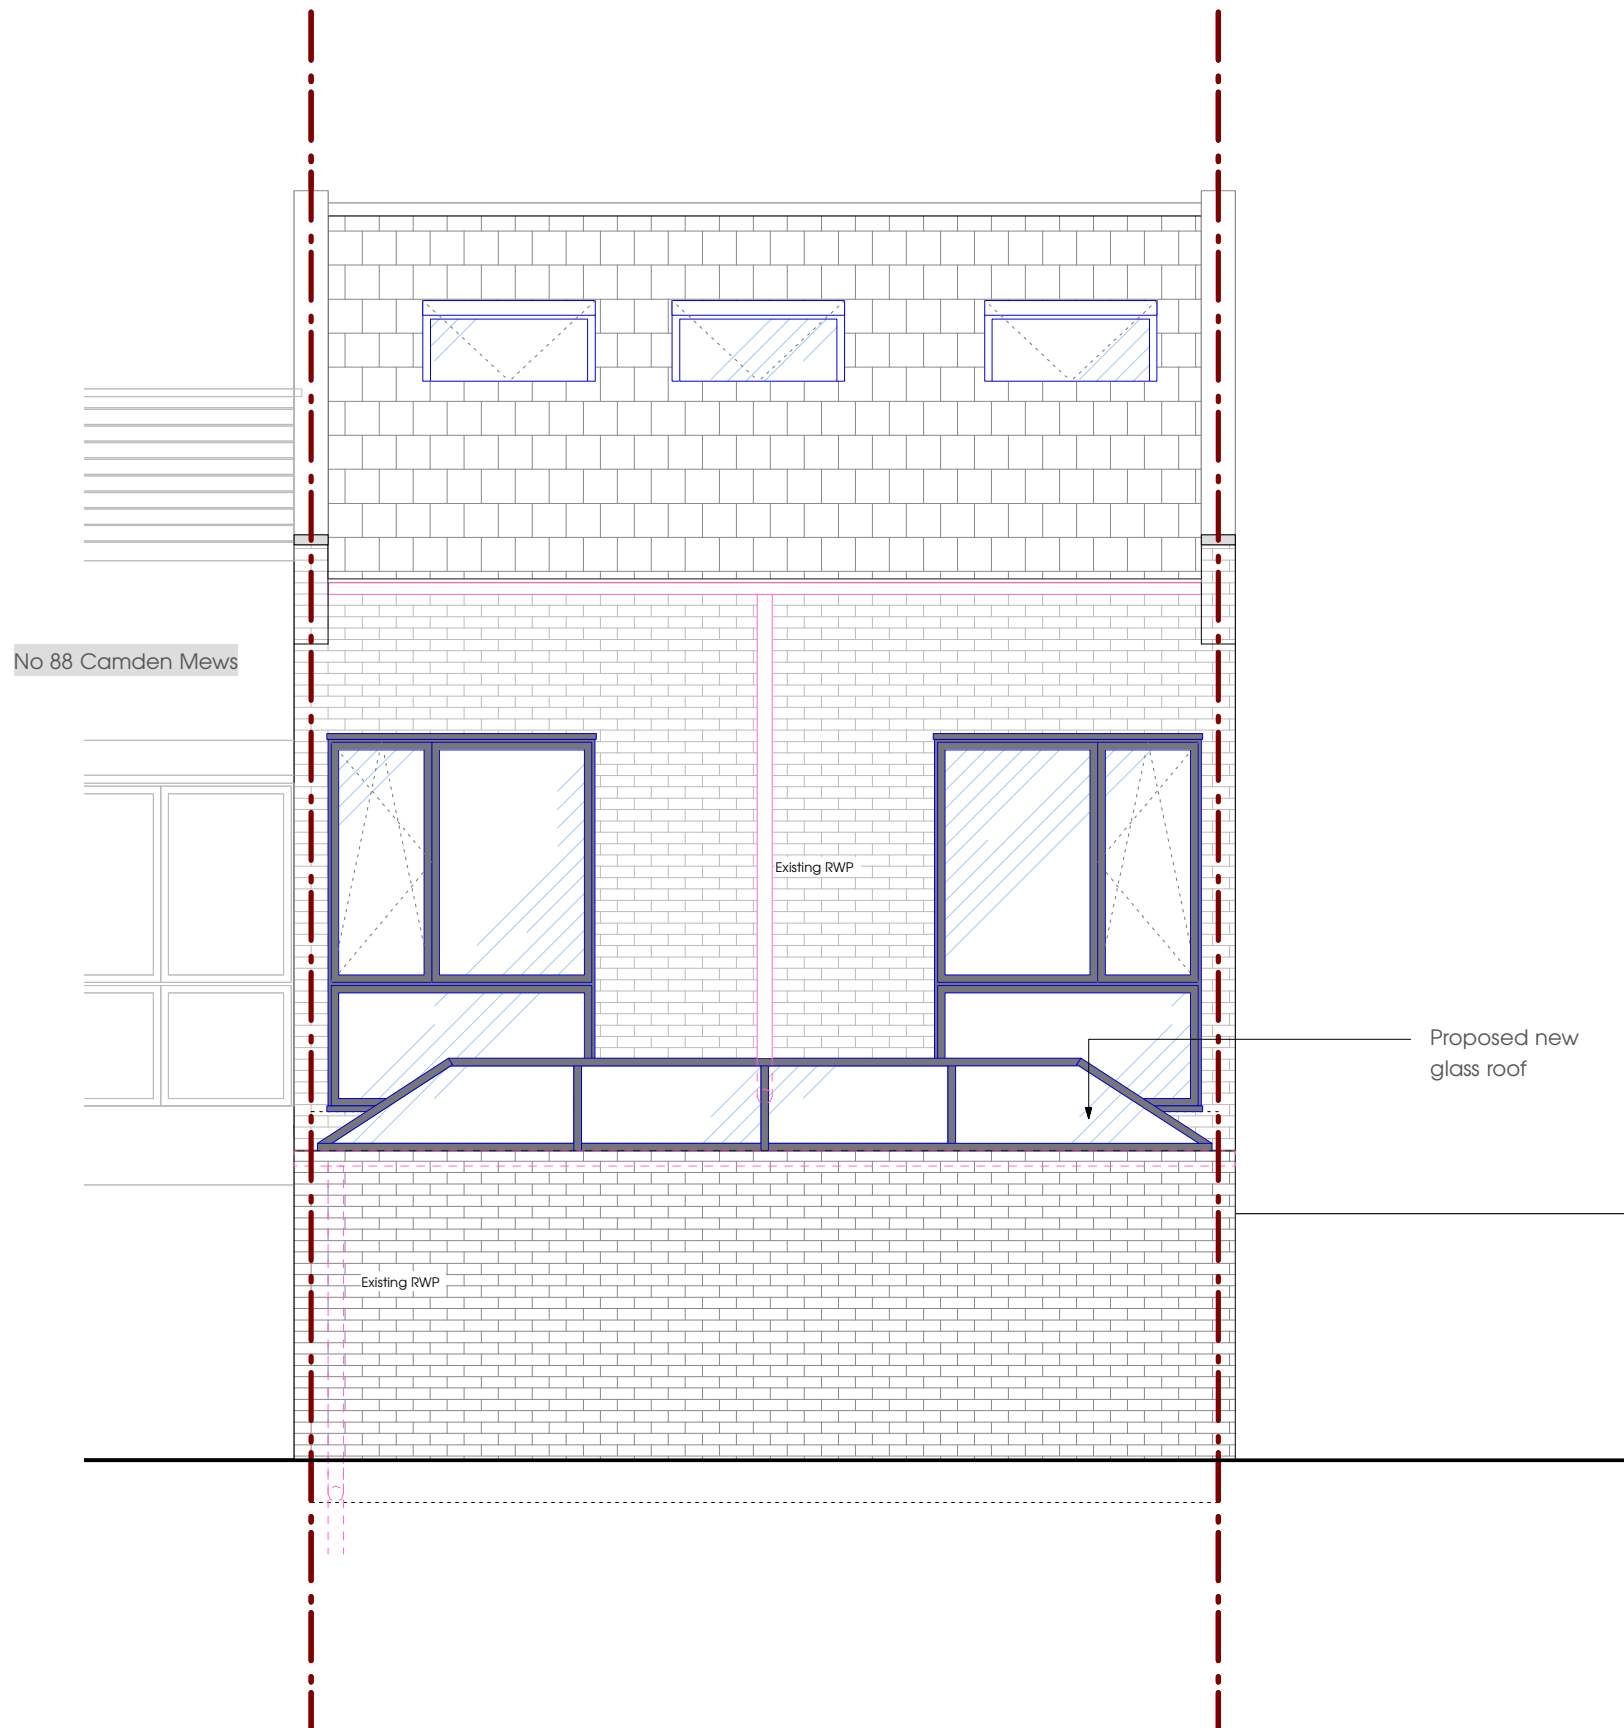 No 88 Camden Mews
Existing RWP
Proposed new
glass roof
Existing RWP